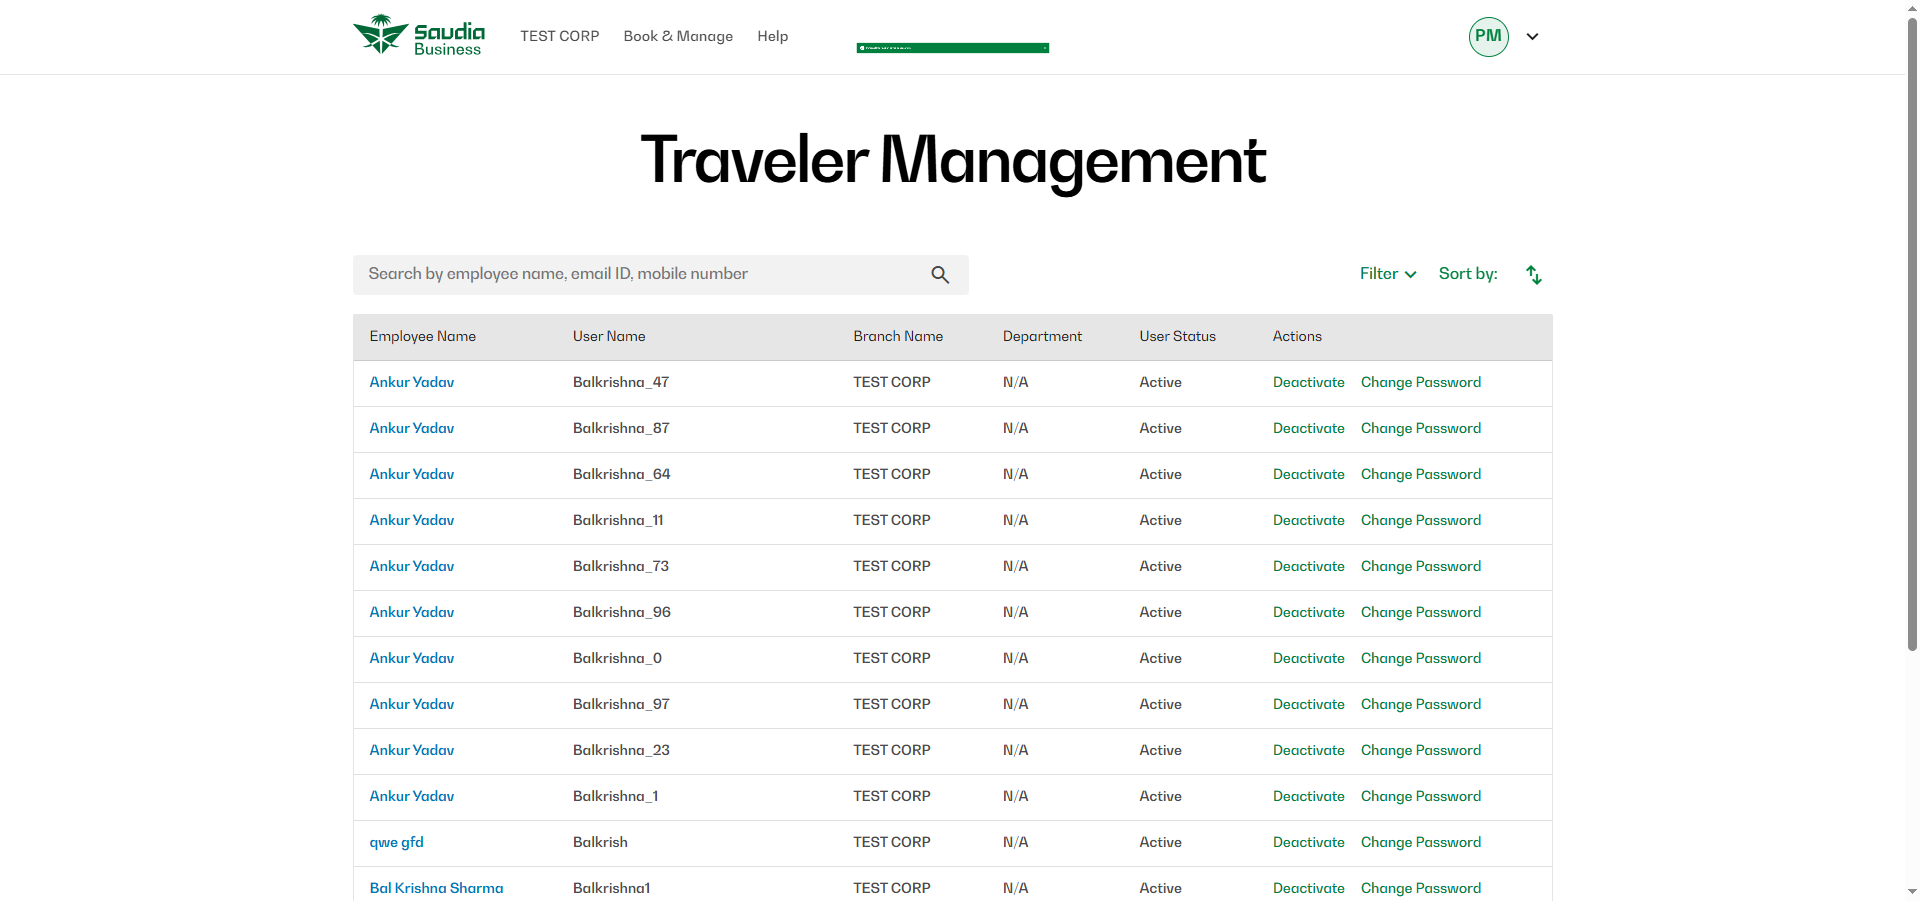 Saudia
Business
TEST CORP Book & Manage Help
PM
Traveler Management
Search by employee name, email ID, mobile number
Filter Sort by:
Employee Name User Name Branch Name Department User Status Actions
Ankur Yadav Balkrishna_47 TEST CORP N/A Active Deactivate Change Password
Ankur Yadav Balkrishna_87 TEST CORP N/A Active Deactivate Change Password
Ankur Yadav Balkrishna_64 TEST CORP N/A Active Deactivate Change Password
Ankur Yadav Balkrishna_11 TEST CORP N/A Active Deactivate Change Password
Ankur Yadav Balkrishna_73 TEST CORP N/A Active Deactivate Change Password
Ankur Yadav Balkrishna_96 TEST CORP N/A Active Deactivate Change Password
Ankur Yadav Balkrishna_0 TEST CORP N/A Active Deactivate Change Password
Ankur Yadav Balkrishna_97 TEST CORP N/A Active Deactivate Change Password
Ankur Yadav Balkrishna_23 TEST CORP N/A Active Deactivate Change Password
Ankur Yadav Balkrishna_1 TEST CORP N/A Active Deactivate Change Password
qwe gfd Balkrish TEST CORP N/A Active Deactivate Change Password
Bal Krishna Sharma Balkrishna1 TEST CORP N/A Active Deactivate Change Password